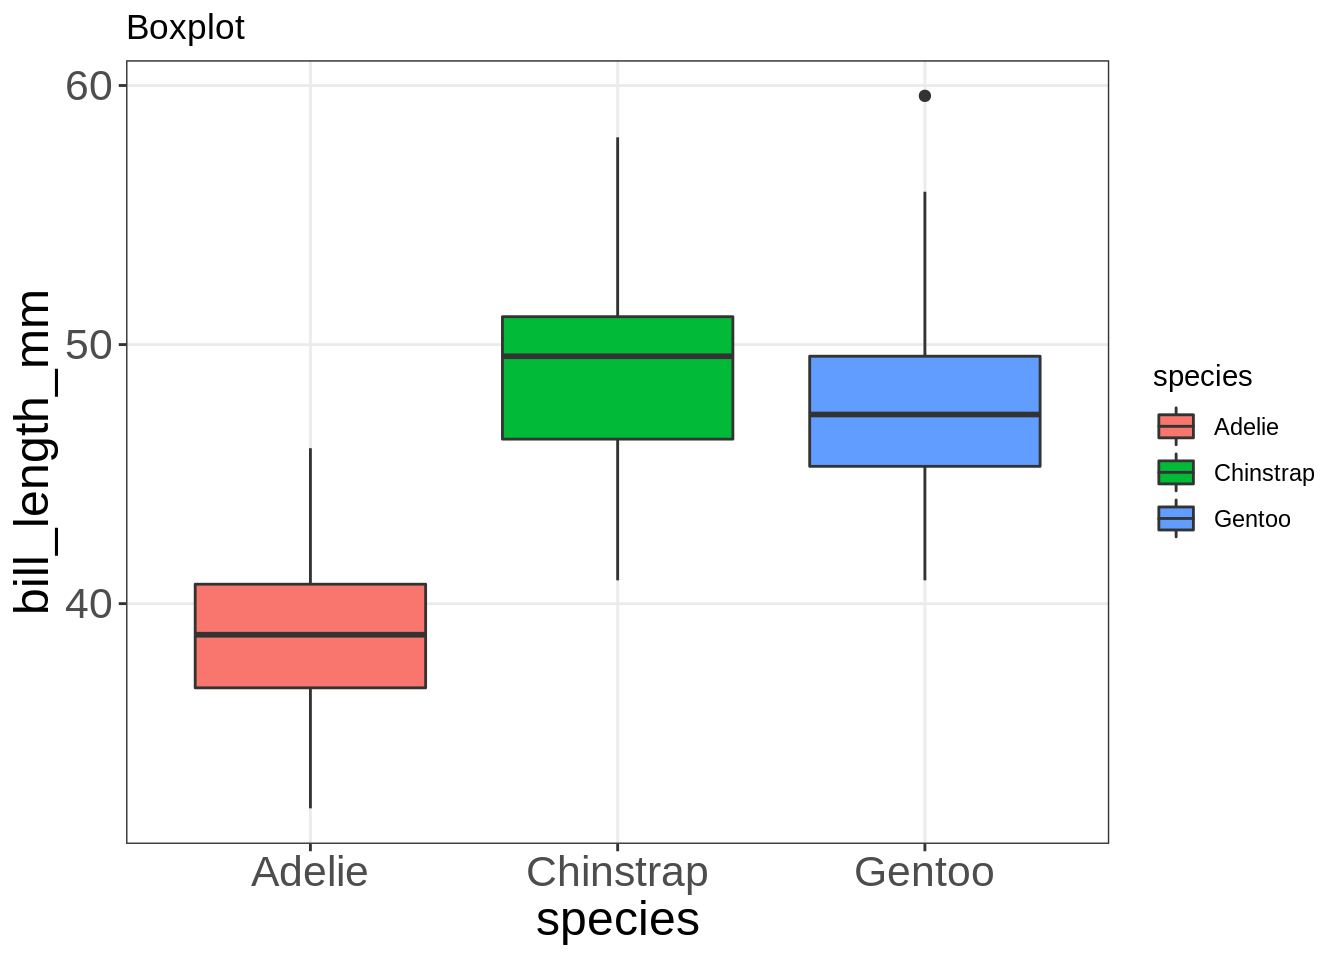 Boxplot
60
50
40
bill_length_mm
Adelie
Chinstrap
Gentoo
species
species
Adelie
Chinstrap
Gentoo